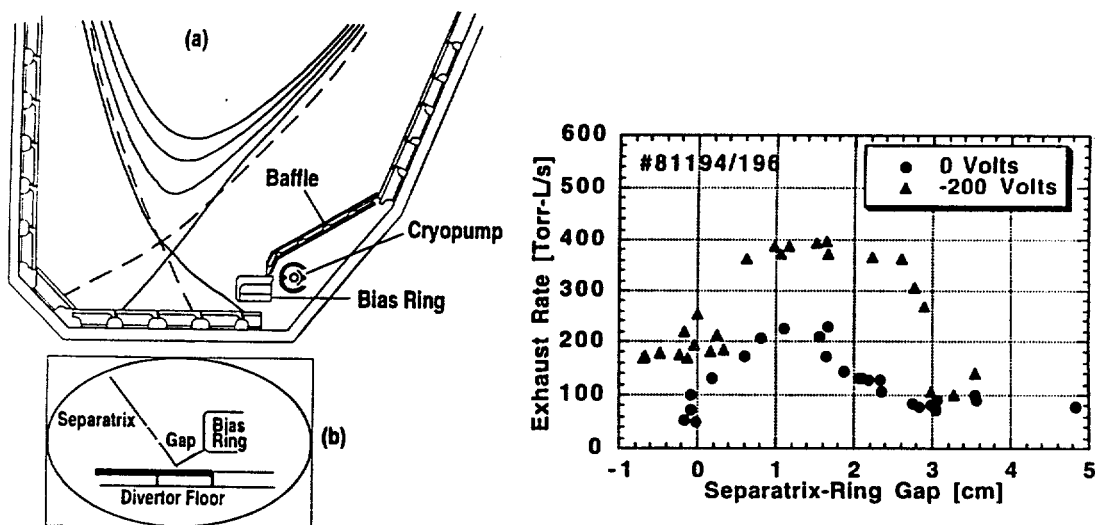 (a)
Baffle
Cryopump
Bias Ring
Separatrix
Gap
Bias
Ring
(b)
Divertor Floor
600
500
400
300
200
100
0
Exhaust Rate [Torr-L/s]
#81194/196
0 Volts
-200 Volts
-1
0
1
2
3
4
5
Separatrix-Ring Gap [cm]